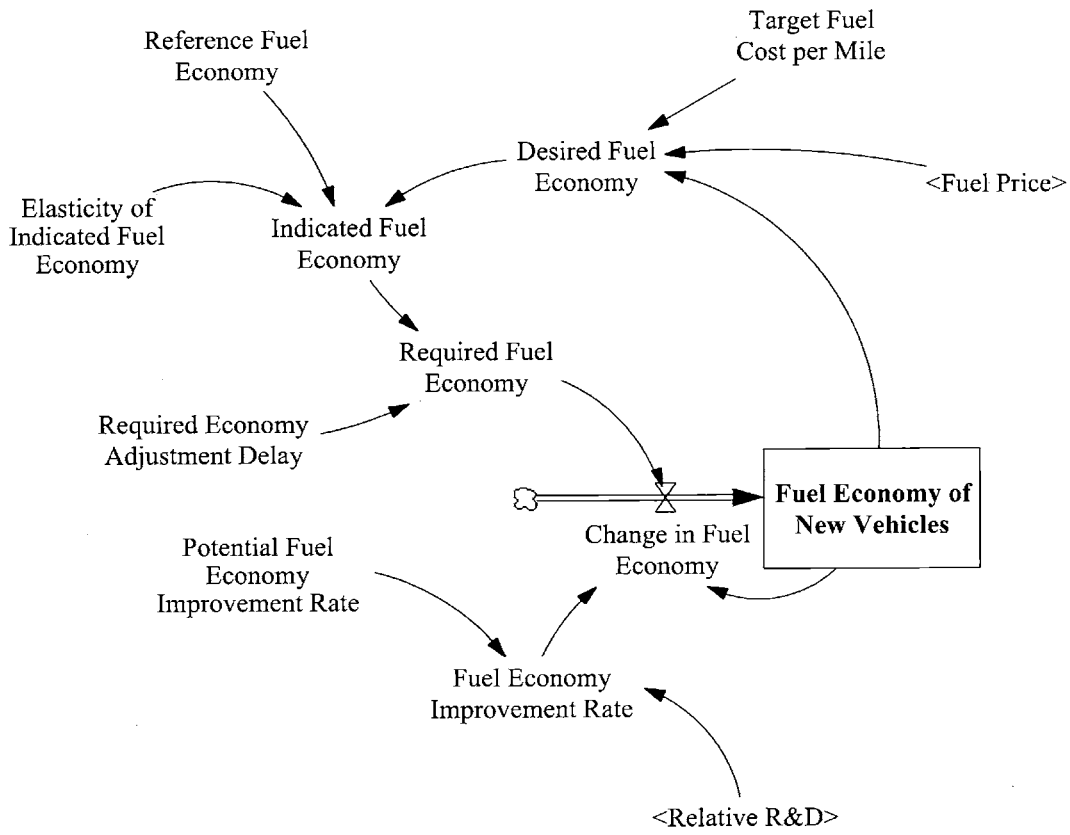 Target Fuel
Cost per Mile
Reference Fuel
Economy
Desired Fuel
Economy
<Fuel Price>
Elasticity of
Indicated Fuel
Economy
Indicated Fuel
Economy
Required Fuel
Economy
Required Economy
Adjustment Delay
Fuel Economy of
New Vehicles
Change in Fuel
Economy
Potential Fuel
Economy
Improvement Rate
Fuel Economy
Improvement Rate
<Relative R&D>